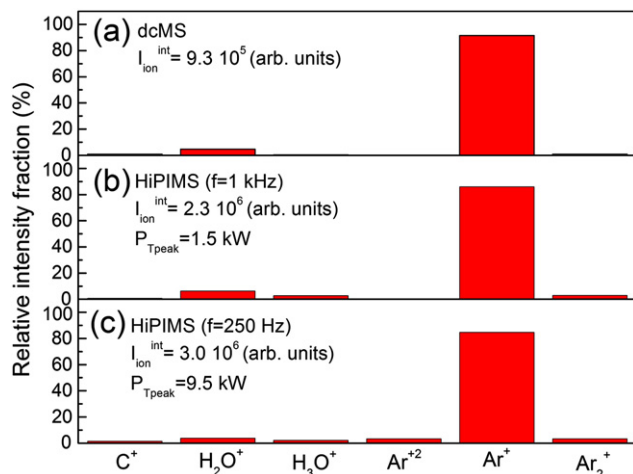 Relative intensity fraction (%)
(a) dcMS
I_ion^int= 9.3 10^5 (arb. units)
100
80
60
40
20
0
(b) HiPIMS (f=1 kHz)
I_ion^int= 2.3 10^6 (arb. units)
P_Tpeak=1.5 kW
100
80
60
40
20
0
(c) HiPIMS (f=250 Hz)
I_ion^int= 3.0 10^6 (arb. units)
P_Tpeak=9.5 kW
100
80
60
40
20
0
C^+ H_2O^+ H_3O^+ Ar^+2 Ar^+ Ar_2^+